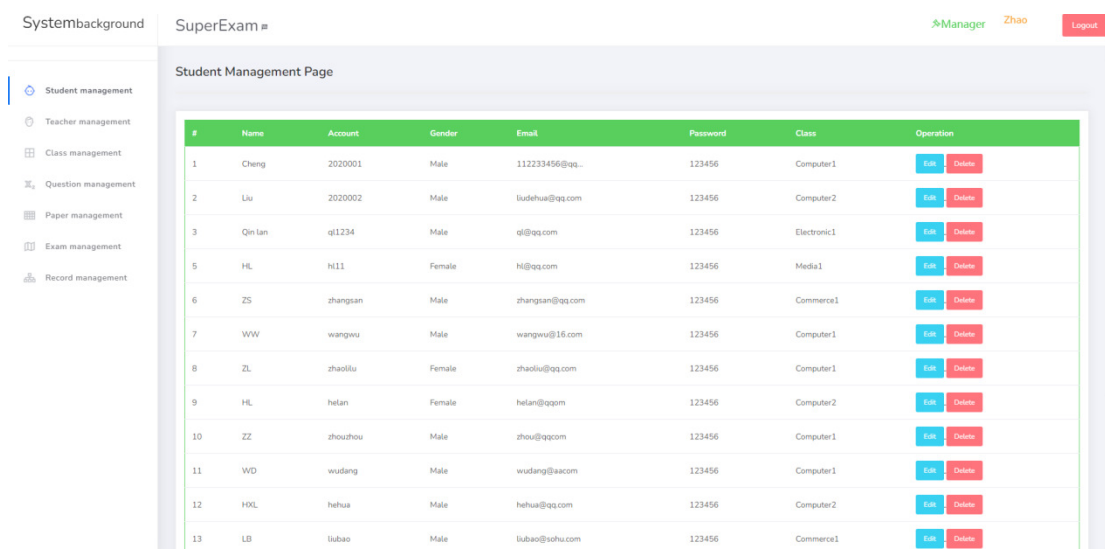 Systembackground
SuperExam
Manager Zhao Logout
Student Management Page
Student management
Teacher management
Class management
Question management
Paper management
Exam management
Record management
# Name Account Gender Email Password Class Operation
1 Cheng 2020001 Male 112233456@qq... 123456 Computer1 Edit Delete
2 Liu 2020002 Male liudehua@qq.com 123456 Computer2 Edit Delete
3 Qin lan ql1234 Male ql@qq.com 123456 Electronic1 Edit Delete
5 HL hl11 Female hl@qq.com 123456 Media1 Edit Delete
6 ZS zhangsan Male zhangsan@qq.com 123456 Commerce1 Edit Delete
7 WW wangwu Male wangwu@16.com 123456 Computer1 Edit Delete
8 ZL zhaolilu Female zhaoliu@qq.com 123456 Computer1 Edit Delete
9 HL helan Female helan@qqom 123456 Computer2 Edit Delete
10 ZZ zhouzhou Male zhou@qqcom 123456 Computer1 Edit Delete
11 WD wudang Male wudang@aacom 123456 Computer1 Edit Delete
12 HXL hehua Male hehua@qq.com 123456 Computer2 Edit Delete
13 LB liubao Male liubao@sohu.com 123456 Commerce1 Edit Delete